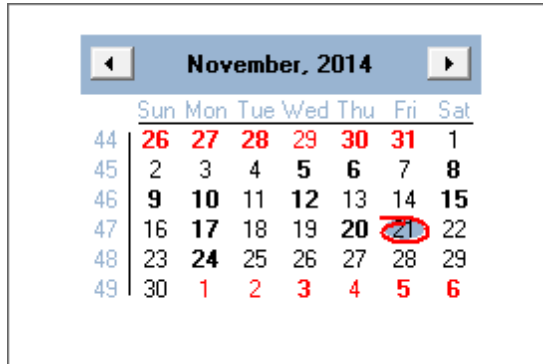 November, 2014
Sun Mon Tue Wed Thu Fri Sat
44 26 27 28 29 30 31 1
45 2 3 4 5 6 7 8
46 9 10 11 12 13 14 15
47 16 17 18 19 20 21 22
48 23 24 25 26 27 28 29
49 30 1 2 3 4 5 6